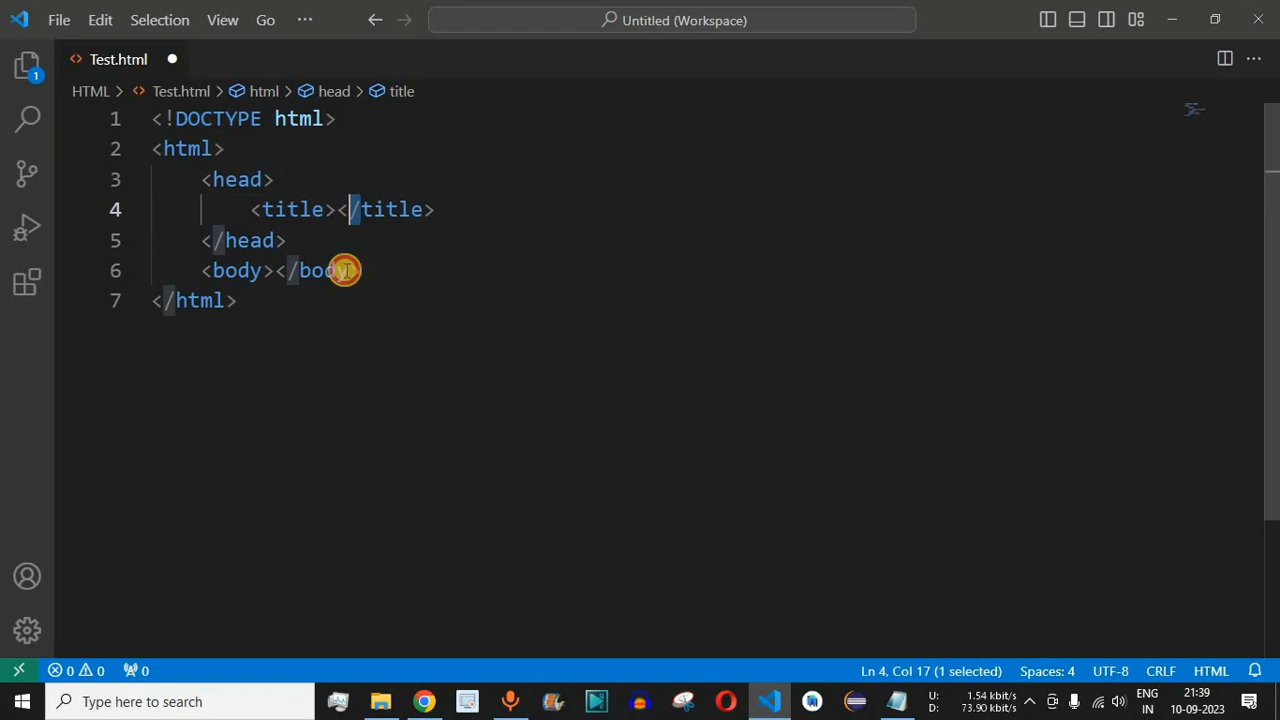 File Edit Selection View Go ··· Untitled (Workspace)
Test.html
HTML > Test.html > html > head > title
1 <!DOCTYPE html>
2 <html>
3 <head>
4 <title></title>
5 </head>
6 <body></body>
7 </html>
1
0 0 0 Ln 4, Col 17 (1 selected) Spaces: 4 UTF-8 CRLF HTML
Type here to search
U: 1.54 kbit/s
D: 73.90 kbit/s
ENG
IN
21:39
10-09-2023